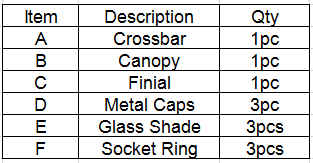 Item Description Qty
A Crossbar 1pc
B Canopy 1pc
C Finial 1pc
D Metal Caps 3pc
E Glass Shade 3pcs
F Socket Ring 3pcs